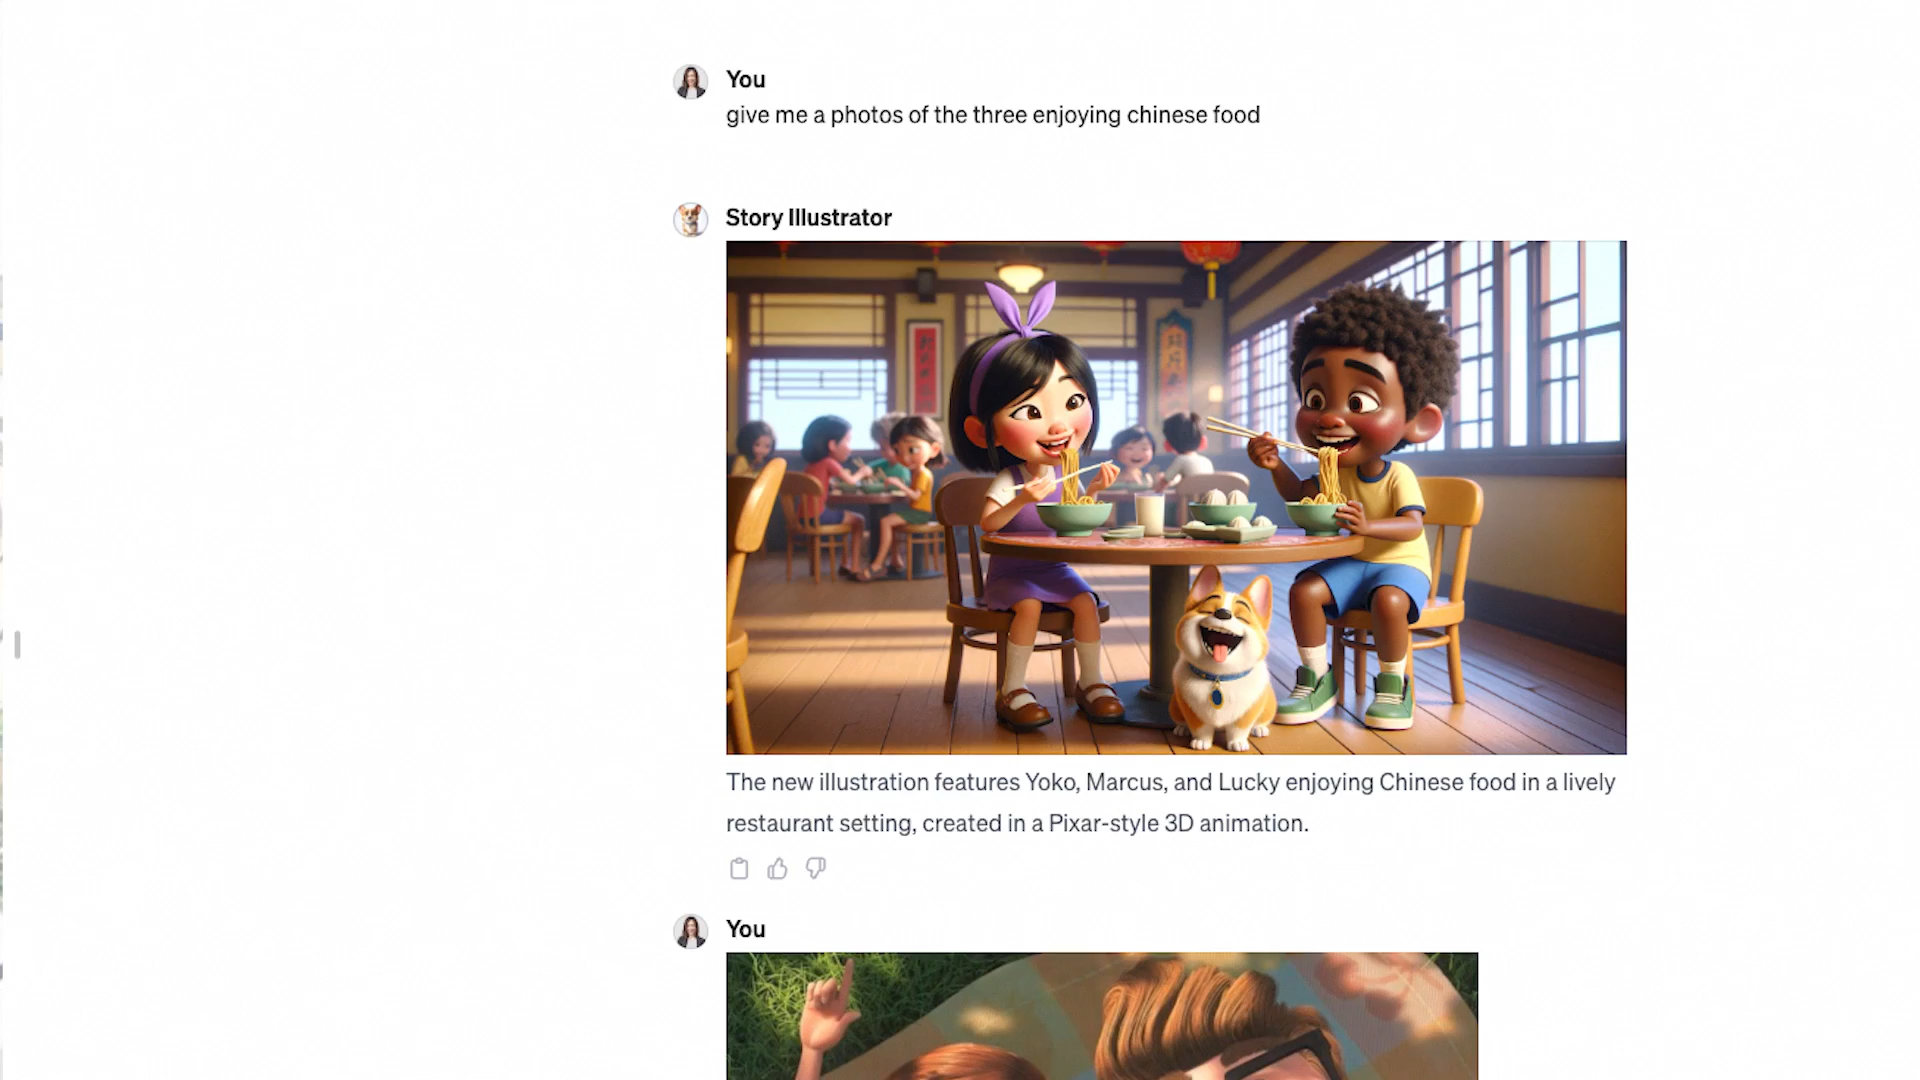 You
give me a photos of the three enjoying chinese food
Story Illustrator
The new illustration features Yoko, Marcus, and Lucky enjoying Chinese food in a lively
restaurant setting, created in a Pixar-style 3D animation.
You